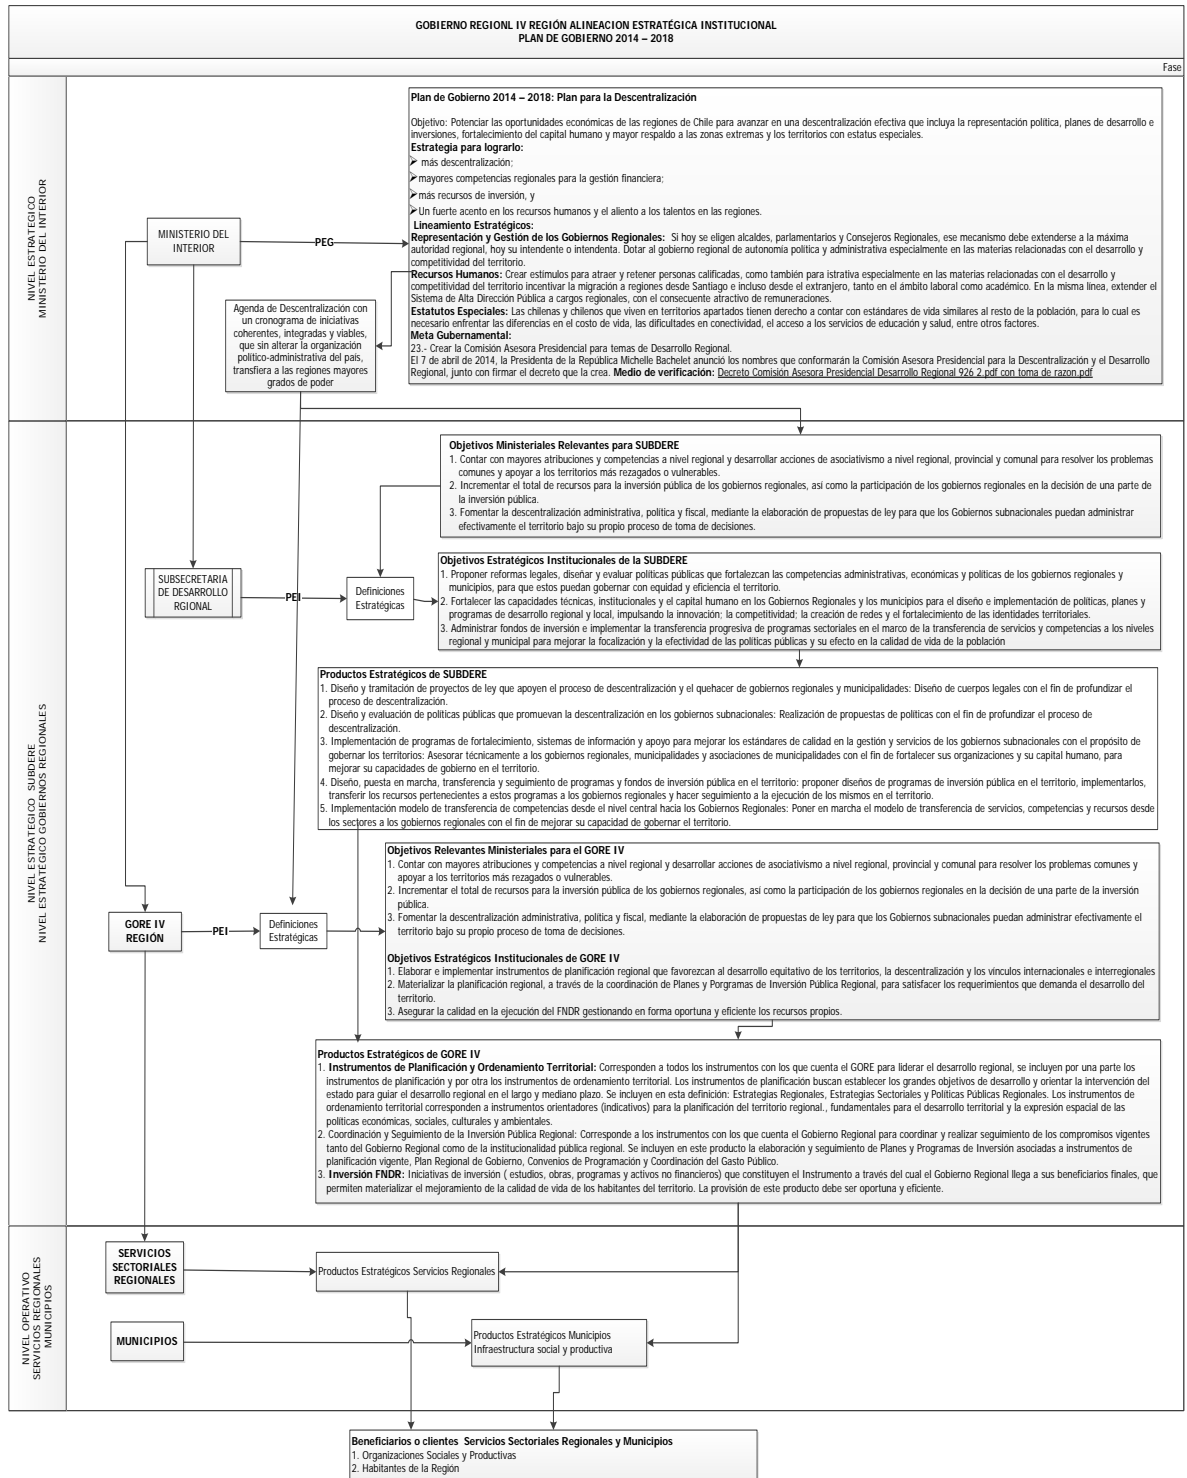 GOBIERNO REGIONL IV REGIÓN ALINEACION ESTRATÉGICA INSTITUCIONAL
PLAN DE GOBIERNO 2014 – 2018
Fase
NIVEL ESTRATEGICO
MINISTERIO DEL INTERIOR
MINISTERIO DEL
INTERIOR
PEG
Plan de Gobierno 2014 – 2018: Plan para la Descentralización
Objetivo: Potenciar las oportunidades económicas de las regiones de Chile para avanzar en una descentralización efectiva que incluya la representación política, planes de desarrollo e
inversiones, fortalecimiento del capital humano y mayor respaldo a las zonas extremas y los territorios con estatus especiales.
Estrategia para lograrlo:
➢ más descentralización;
➢ mayores competencias regionales para la gestión financiera;
➢ más recursos de inversión, y
➢ Un fuerte acento en los recursos humanos y el aliento a los talentos en las regiones.
Lineamiento Estratégicos:
Representación y Gestión de los Gobiernos Regionales: Si hoy se eligen alcaldes, parlamentarios y Consejeros Regionales, ese mecanismo debe extenderse a la máxima
autoridad regional, hoy su intendente o intendenta. Dotar al gobierno regional de autonomía política y administrativa especialmente en las materias relacionadas con el desarrollo y
competitividad del territorio.
Recursos Humanos: Crear estímulos para atraer y retener personas calificadas, como también para istrativa especialmente en las materias relacionadas con el desarrollo y
competitividad del territorio incentivar la migración a regiones desde Santiago e incluso desde el extranjero, tanto en el ámbito laboral como académico. En la misma línea, extender el
Sistema de Alta Dirección Pública a cargos regionales, con el consecuente atractivo de remuneraciones.
Estatutos Especiales: Las chilenas y chilenos que viven en territorios apartados tienen derecho a contar con estándares de vida similares al resto de la población, para lo cual es
necesario enfrentar las diferencias en el costo de vida, las dificultades en conectividad, el acceso a los servicios de educación y salud, entre otros factores.
Meta Gubernamental:
23.- Crear la Comisión Asesora Presidencial para temas de Desarrollo Regional.
El 7 de abril de 2014, la Presidenta de la República Michelle Bachelet anunció los nombres que conformarán la Comisión Asesora Presidencial para la Descentralización y el Desarrollo
Regional, junto con firmar el decreto que la crea. Medio de verificación: Decreto Comisión Asesora Presidencial Desarrollo Regional 926 2.pdf con toma de razon.pdf
Agenda de Descentralización con
un cronograma de iniciativas
coherentes, integradas y viables,
que sin alterar la organización
político-administrativa del país,
transfiera a las regiones mayores
grados de poder
NIVEL ESTRATEGICO SUBDERE
NIVEL ESTRATÉGICO GOBIERNOS REGIONALES
Objetivos Ministeriales Relevantes para SUBDERE
1. Contar con mayores atribuciones y competencias a nivel regional y desarrollar acciones de asociativismo a nivel regional, provincial y comunal para resolver los problemas
comunes y apoyar a los territorios más rezagados o vulnerables.
2. Incrementar el total de recursos para la inversión pública de los gobiernos regionales, así como la participación de los gobiernos regionales en la decisión de una parte de
la inversión pública.
3. Fomentar la descentralización administrativa, política y fiscal, mediante la elaboración de propuestas de ley para que los Gobiernos subnacionales puedan administrar
efectivamente el territorio bajo su propio proceso de toma de decisiones.
SUBSECRETARIA
DE DESARROLLO
RGIONAL
PEI
Definiciones
Estratégicas
Objetivos Estratégicos Institucionales de la SUBDERE
1. Proponer reformas legales, diseñar y evaluar políticas públicas que fortalezcan las competencias administrativas, económicas y políticas de los gobiernos regionales y
municipios, para que estos puedan gobernar con equidad y eficiencia el territorio.
2. Fortalecer las capacidades técnicas, institucionales y el capital humano en los Gobiernos Regionales y los municipios para el diseño e implementación de políticas, planes y
programas de desarrollo regional y local, impulsando la innovación; la competitividad; la creación de redes y el fortalecimiento de las identidades territoriales.
3. Administrar fondos de inversión e implementar la transferencia progresiva de programas sectoriales en el marco de la transferencia de servicios y competencias a los niveles
regional y municipal para mejorar la focalización y la efectividad de las políticas públicas y su efecto en la calidad de vida de la población
Productos Estratégicos de SUBDERE
1. Diseño y tramitación de proyectos de ley que apoyen el proceso de descentralización y el quehacer de gobiernos regionales y municipalidades: Diseño de cuerpos legales con el fin de profundizar el
proceso de descentralización.
2. Diseño y evaluación de políticas públicas que promuevan la descentralización en los gobiernos subnacionales: Realización de propuestas de políticas con el fin de profundizar el proceso de
descentralización.
3. Implementación de programas de fortalecimiento, sistemas de información y apoyo para mejorar los estándares de calidad en la gestión y servicios de los gobiernos subnacionales con el propósito de
gobernar los territorios: Asesorar técnicamente a los gobiernos regionales, municipalidades y asociaciones de municipalidades con el fin de fortalecer sus organizaciones y su capital humano, para
mejorar su capacidades de gobierno en el territorio.
4. Diseño, puesta en marcha, transferencia y seguimiento de programas y fondos de inversión pública en el territorio: proponer diseños de programas de inversión pública en el territorio, implementarlos,
transferir los recursos pertenecientes a estos programas a los gobiernos regionales y hacer seguimiento a la ejecución de los mismos en el territorio.
5. Implementación modelo de transferencia de competencias desde el nivel central hacia los Gobiernos Regionales: Poner en marcha el modelo de transferencia de servicios, competencias y recursos desde
los sectores a los gobiernos regionales con el fin de mejorar su capacidad de gobernar el territorio.
GORE IV
REGIÓN
PEI
Definiciones
Estratégicas
Objetivos Relevantes Ministeriales para el GORE IV
1. Contar con mayores atribuciones y competencias a nivel regional y desarrollar acciones de asociativismo a nivel regional, provincial y comunal para resolver los problemas comunes y
apoyar a los territorios más rezagados o vulnerables.
2. Incrementar el total de recursos para la inversión pública de los gobiernos regionales, así como la participación de los gobiernos regionales en la decisión de una parte de la inversión
pública.
3. Fomentar la descentralización administrativa, política y fiscal, mediante la elaboración de propuestas de ley para que los Gobiernos subnacionales puedan administrar efectivamente el
territorio bajo su propio proceso de toma de decisiones.
Objetivos Estratégicos Institucionales de GORE IV
1. Elaborar e implementar instrumentos de planificación regional que favorezcan al desarrollo equitativo de los territorios, la descentralización y los vínculos internacionales e interregionales
2. Materializar la planificación regional, a través de la coordinación de Planes y Porgramas de Inversión Pública Regional, para satisfacer los requerimientos que demanda el desarrollo del
territorio.
3. Asegurar la calidad en la ejecución del FNDR gestionando en forma oportuna y eficiente los recursos propios.
Productos Estratégicos de GORE IV
1. Instrumentos de Planificación y Ordenamiento Territorial: Corresponden a todos los instrumentos con los que cuenta el GORE para liderar el desarrollo regional, se incluyen por una parte los
instrumentos de planificación y por otra los instrumentos de ordenamiento territorial. Los instrumentos de planificación buscan establecer los grandes objetivos de desarrollo y orientar la intervención del
estado para guiar el desarrollo regional en el largo y mediano plazo. Se incluyen en esta definición: Estrategias Regionales, Estrategias Sectoriales y Políticas Públicas Regionales. Los instrumentos de
ordenamiento territorial corresponden a instrumentos orientadores (indicativos) para la planificación del territorio regional., fundamentales para el desarrollo territorial y la expresión espacial de las
políticas económicas, sociales, culturales y ambientales.
2. Coordinación y Seguimiento de la Inversión Pública Regional: Corresponde a los instrumentos con los que cuenta el Gobierno Regional para coordinar y realizar seguimiento de los compromisos vigentes
tanto del Gobierno Regional como de la institucionalidad pública regional. Se incluyen en este producto la elaboración y seguimiento de Planes y Programas de Inversión asociadas a instrumentos de
planificación vigente, Plan Regional de Gobierno, Convenios de Programación y Coordinación del Gasto Público.
3. Inversión FNDR: Iniciativas de inversión ( estudios, obras, programas y activos no financieros) que constituyen el Instrumento a través del cual el Gobierno Regional llega a sus beneficiarios finales, que
permiten materializar el mejoramiento de la calidad de vida de los habitantes del territorio. La provisión de este producto debe ser oportuna y eficiente.
NIVEL OPERATIVO
SERVICIOS REGIONALES
MUNICIPIOS
SERVICIOS
SECTORIALES
REGIONALES
Productos Estratégicos Servicios Regionales
MUNICIPIOS
Productos Estratégicos Municipios
Infraestructura social y productiva
Beneficiarios o clientes Servicios Sectoriales Regionales y Municipios
1. Organizaciones Sociales y Productivas
2. Habitantes de la Región